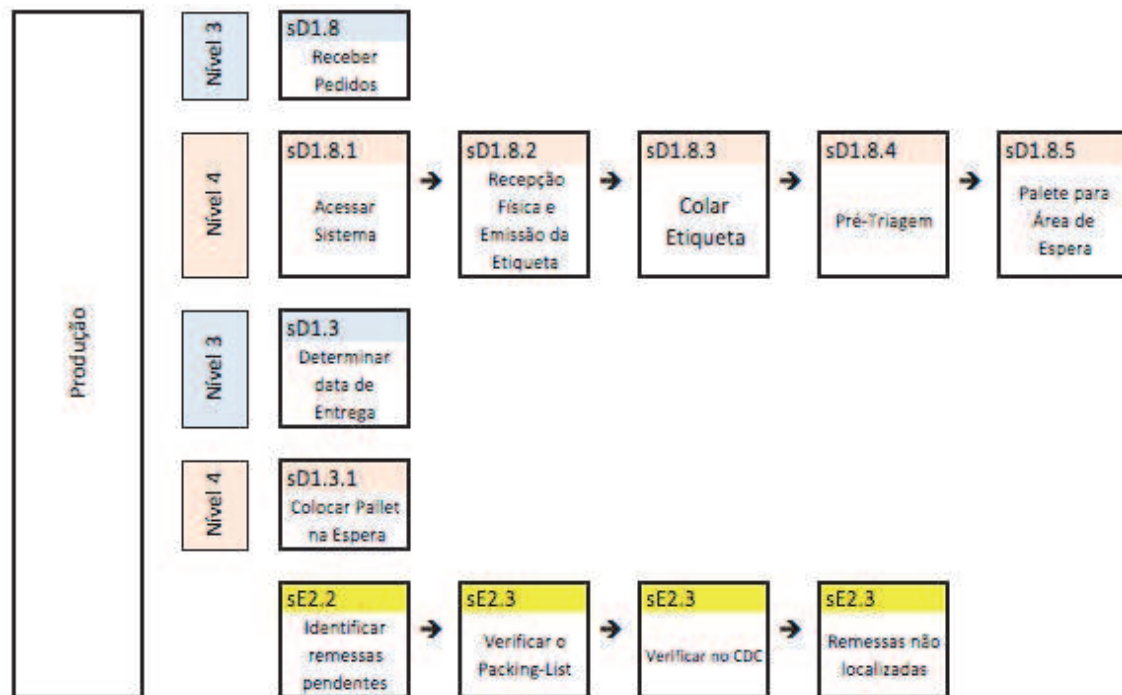 Produção
Nível 3
sD1.8
Receber
Pedidos
Nível 4
sD1.8.1
Acessar
Sistema
sD1.8.2
Recepção
Física e
Emissão da
Etiqueta
sD1.8.3
Colar
Etiqueta
sD1.8.4
Pré-Triagem
sD1.8.5
Palete para
Área de
Espera
Nível 3
sD1.3
Determinar
data de
Entrega
Nível 4
sD1.3.1
Colocar Pallet
na Espera
sE2.2
Identificar
remessas
pendentes
sE2.3
Verificar o
Packing-List
sE2.3
Verificar no CDC
sE2.3
Remessas não
localizadas